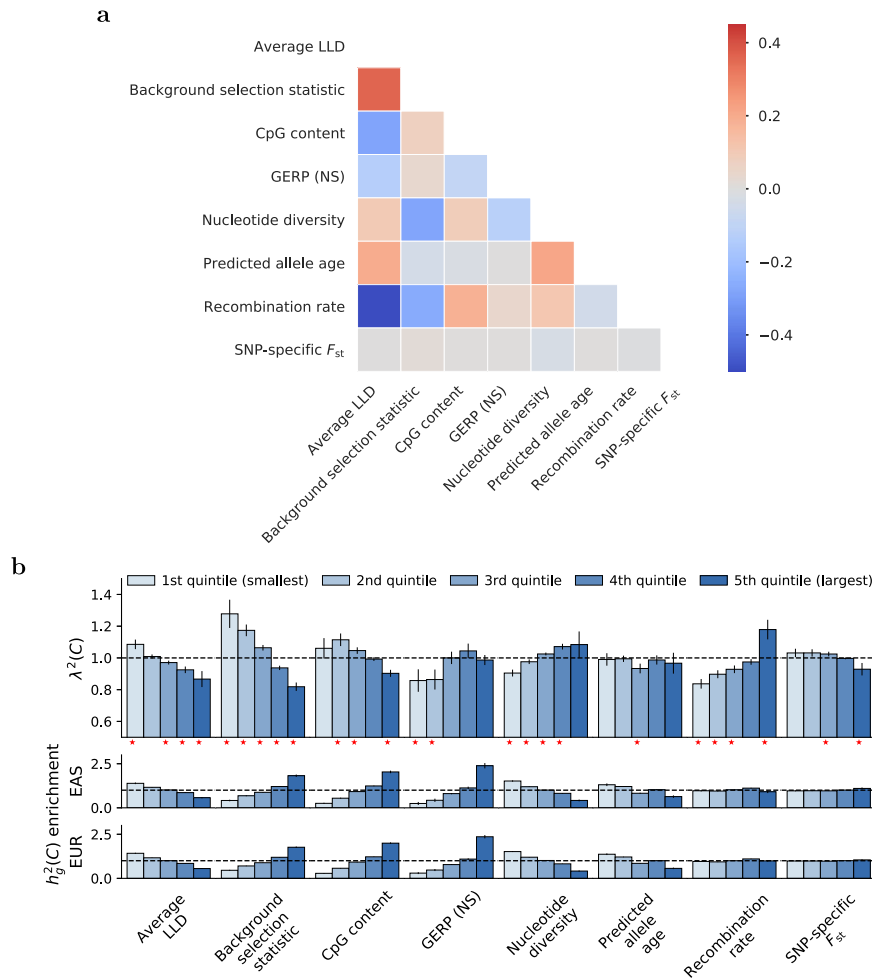 a
Average LLD
Background selection statistic
CpG content
GERP (NS)
Nucleotide diversity
Predicted allele age
Recombination rate
SNP-specific Fst
0.4
0.2
0.0
−0.2
−0.4
Average LLD
Background selection statistic
CpG content
GERP (NS)
Nucleotide diversity
Predicted allele age
Recombination rate
SNP-specific Fst
b
1st quintile (smallest) 2nd quintile 3rd quintile 4th quintile 5th quintile (largest)
λ²(C)
1.4
1.2
1.0
0.8
0.6
h²g(C) enrichment
EAS
2.5
0.0
EUR
2.5
0.0
Average
LLD
Background
selection
statistic
CpG content
GERP (NS)
Nucleotide
diversity
Predicted
allele
age
Recombination
rate
SNP-specific
Fst